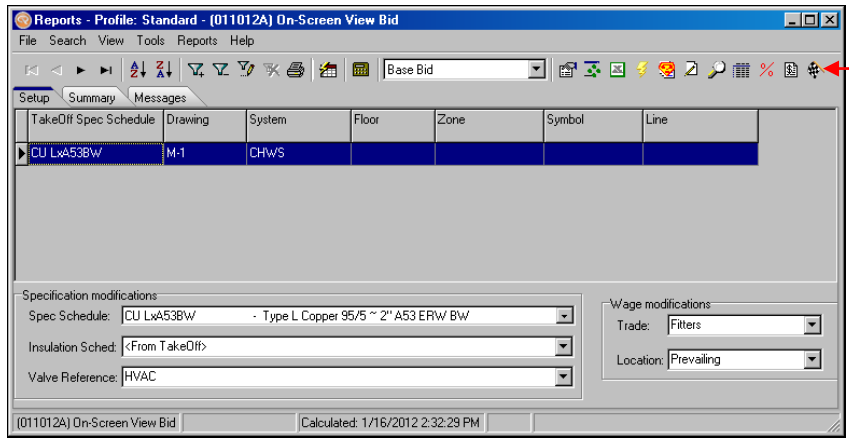 Reports - Profile: Standard - (011012A) On-Screen View Bid
File Search View Tools Reports Help
Base Bid
Setup Summary Messages
TakeOff Spec Schedule Drawing System Floor Zone Symbol Line
CU LxA53BW M-1 CHWS
Specification modifications
Spec Schedule: CU LxA53BW - Type L Copper 95/5 ~ 2" A53 ERW BW
Insulation Sched: <From TakeOff>
Valve Reference: HVAC
Wage modifications
Trade: Fitters
Location: Prevailing
(011012A) On-Screen View Bid Calculated: 1/16/2012 2:32:29 PM